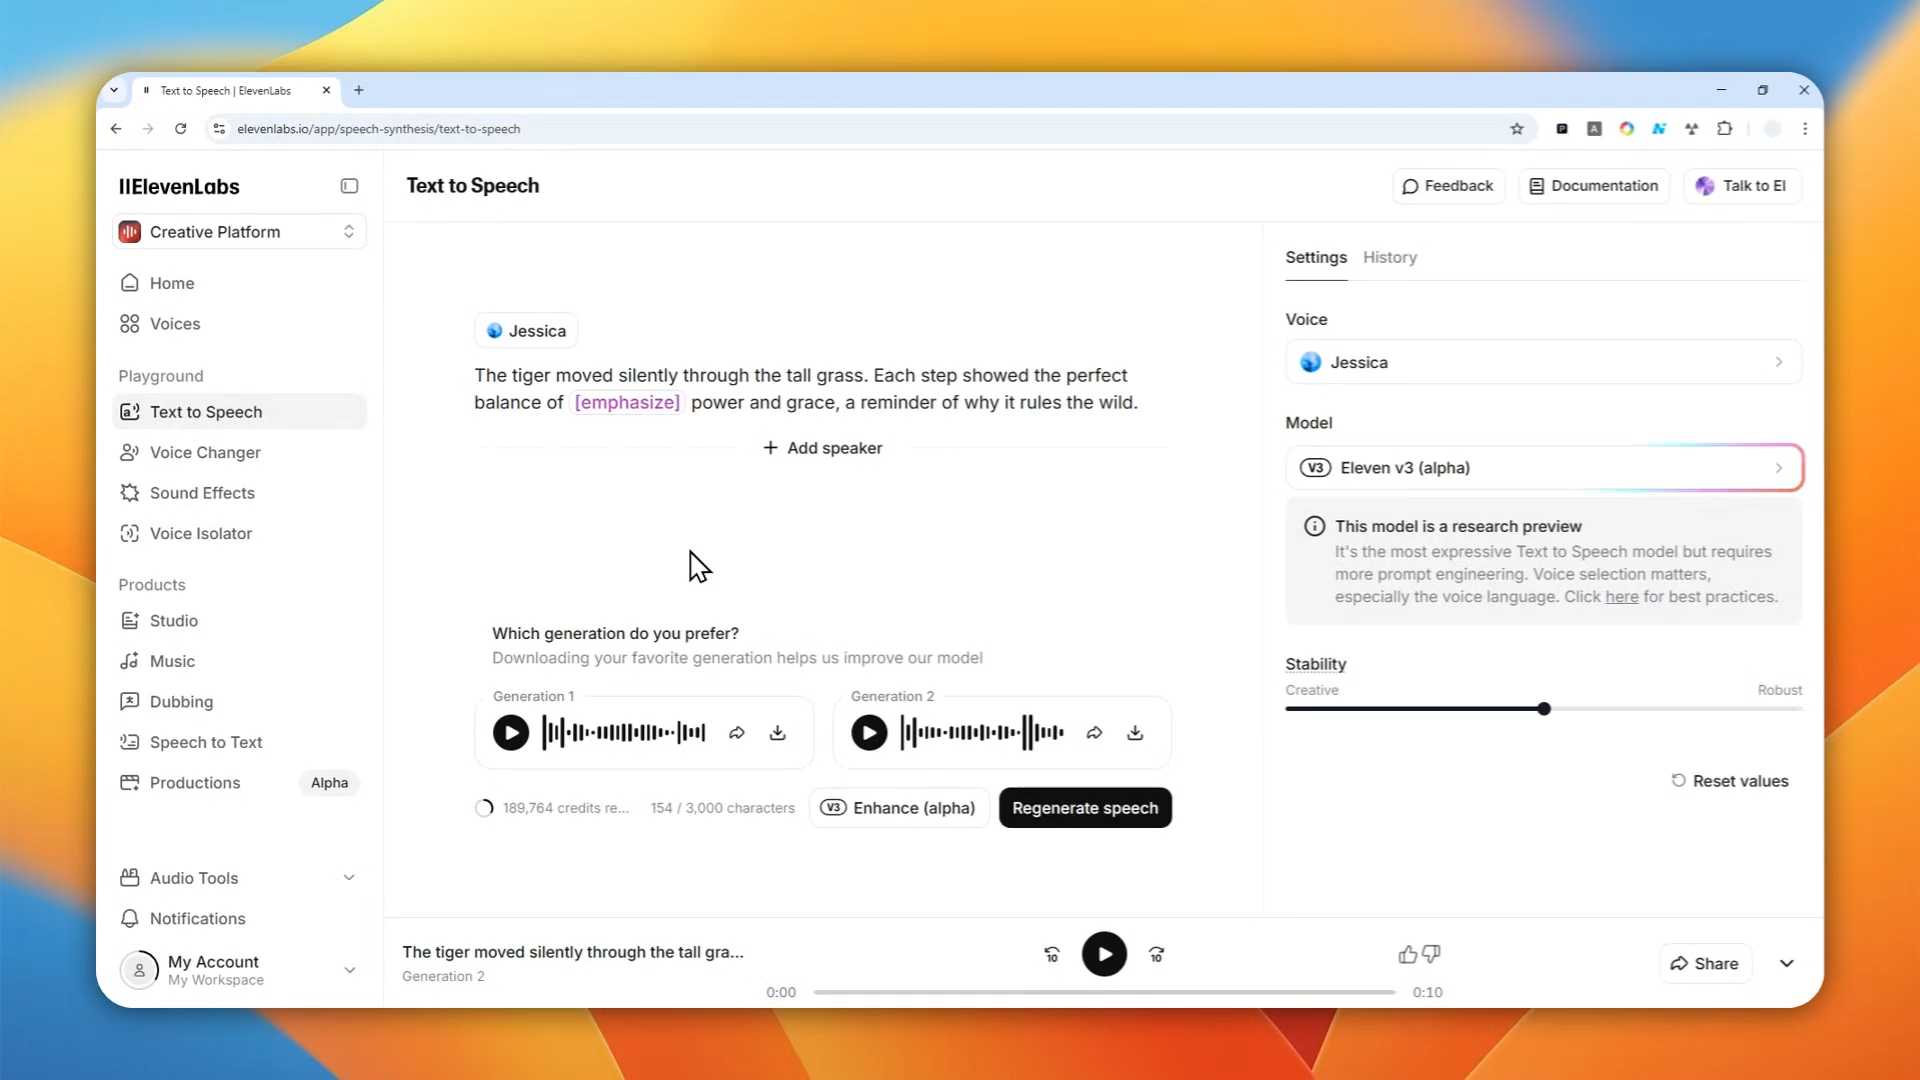 Text to Speech | ElevenLabs
elevenlabs.io/app/speech-synthesis/text-to-speech
IIElevenLabs
Creative Platform
Home
Voices
Playground
Text to Speech
Voice Changer
Sound Effects
Voice Isolator
Products
Studio
Music
Dubbing
Speech to Text
Productions Alpha
Audio Tools
Notifications
My Account
My Workspace
Text to Speech
Feedback
Documentation
Talk to El
Jessica
The tiger moved silently through the tall grass. Each step showed the perfect
balance of [emphasize] power and grace, a reminder of why it rules the wild.
+ Add speaker
Which generation do you prefer?
Downloading your favorite generation helps us improve our model
Generation 1
Generation 2
189,764 credits re... 154 / 3,000 characters V3 Enhance (alpha) Regenerate speech
Settings History
Voice
Jessica
Model
V3 Eleven v3 (alpha)
This model is a research preview
It's the most expressive Text to Speech model but requires
more prompt engineering. Voice selection matters,
especially the voice language. Click here for best practices.
Stability
Creative Robust
Reset values
The tiger moved silently through the tall gra...
Generation 2
10 10
0:00 0:10
Share